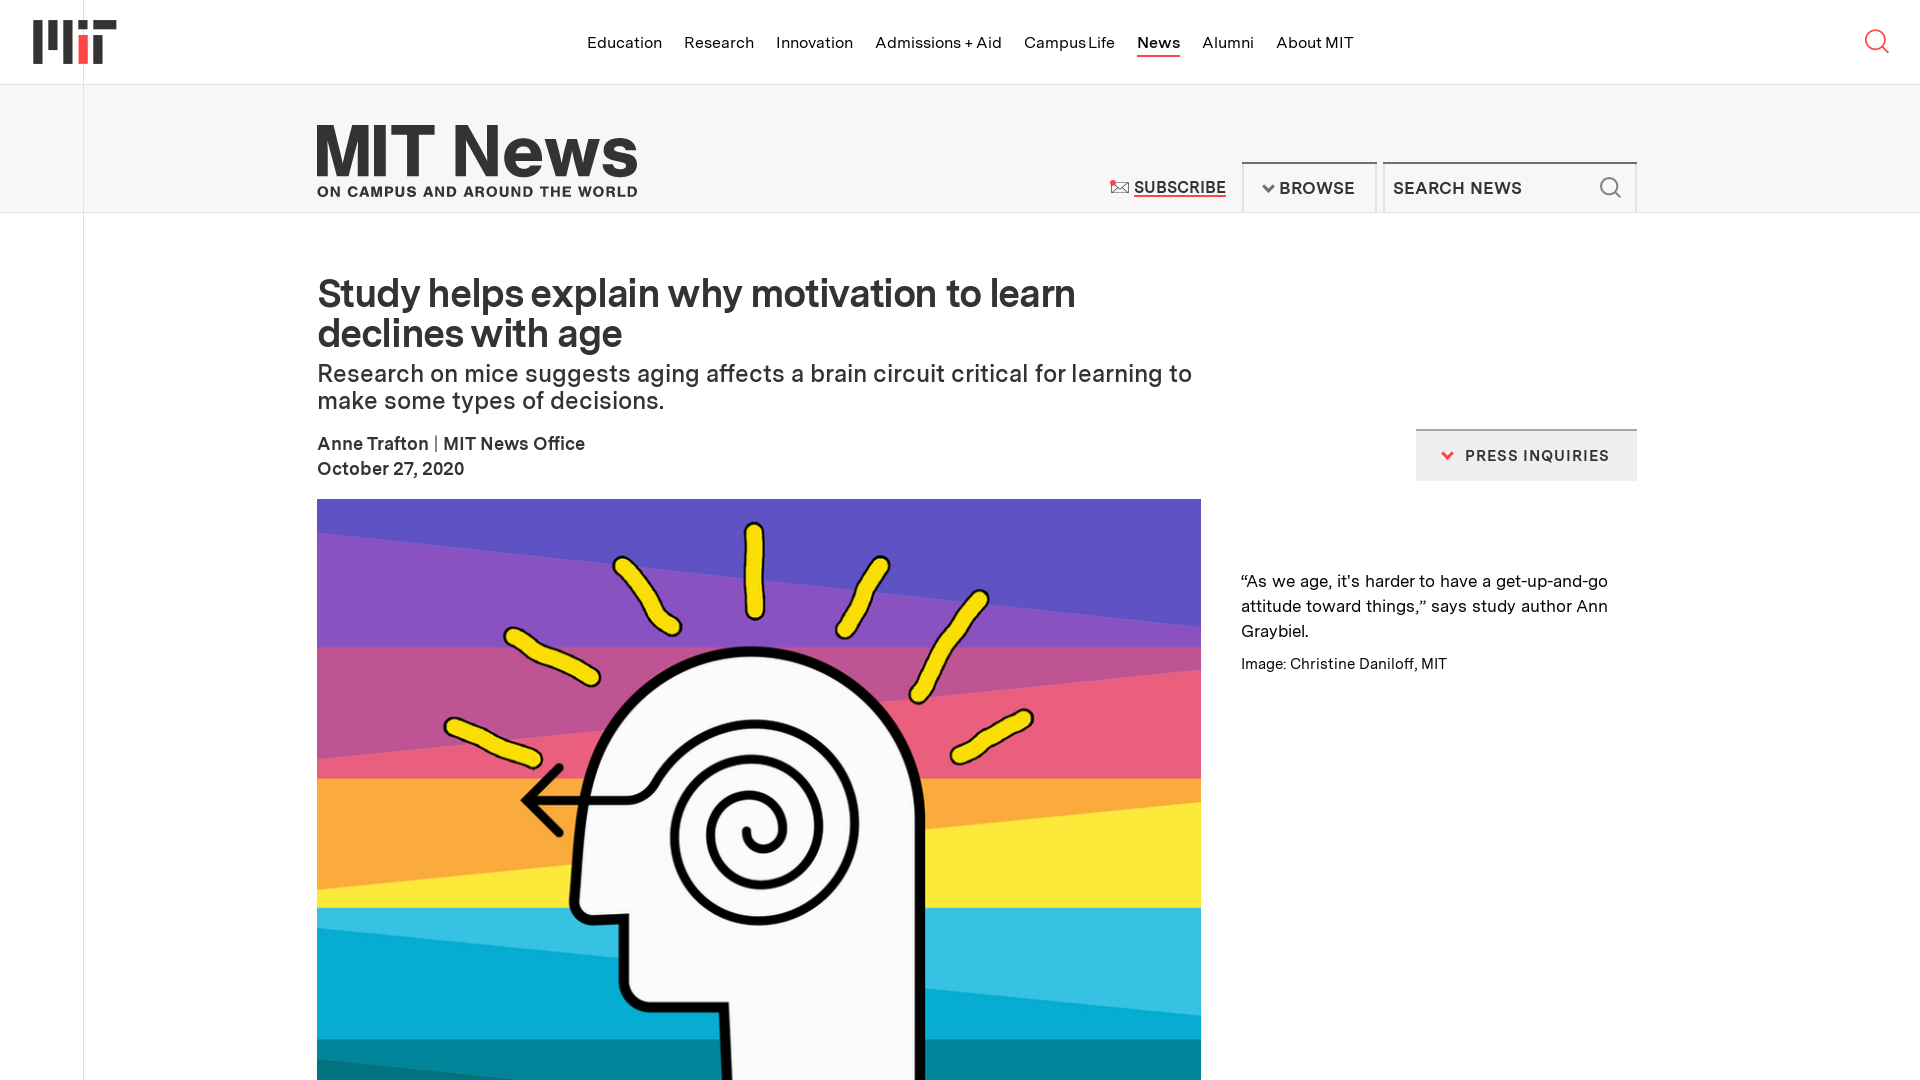 MIT
Education Research Innovation Admissions + Aid Campus Life News Alumni About MIT
MIT News
ON CAMPUS AND AROUND THE WORLD
SUBSCRIBE
BROWSE
SEARCH NEWS
Study helps explain why motivation to learn
declines with age
Research on mice suggests aging affects a brain circuit critical for learning to
make some types of decisions.
Anne Trafton | MIT News Office
October 27, 2020
PRESS INQUIRIES
“As we age, it's harder to have a get-up-and-go
attitude toward things,” says study author Ann
Graybiel.
Image: Christine Daniloff, MIT